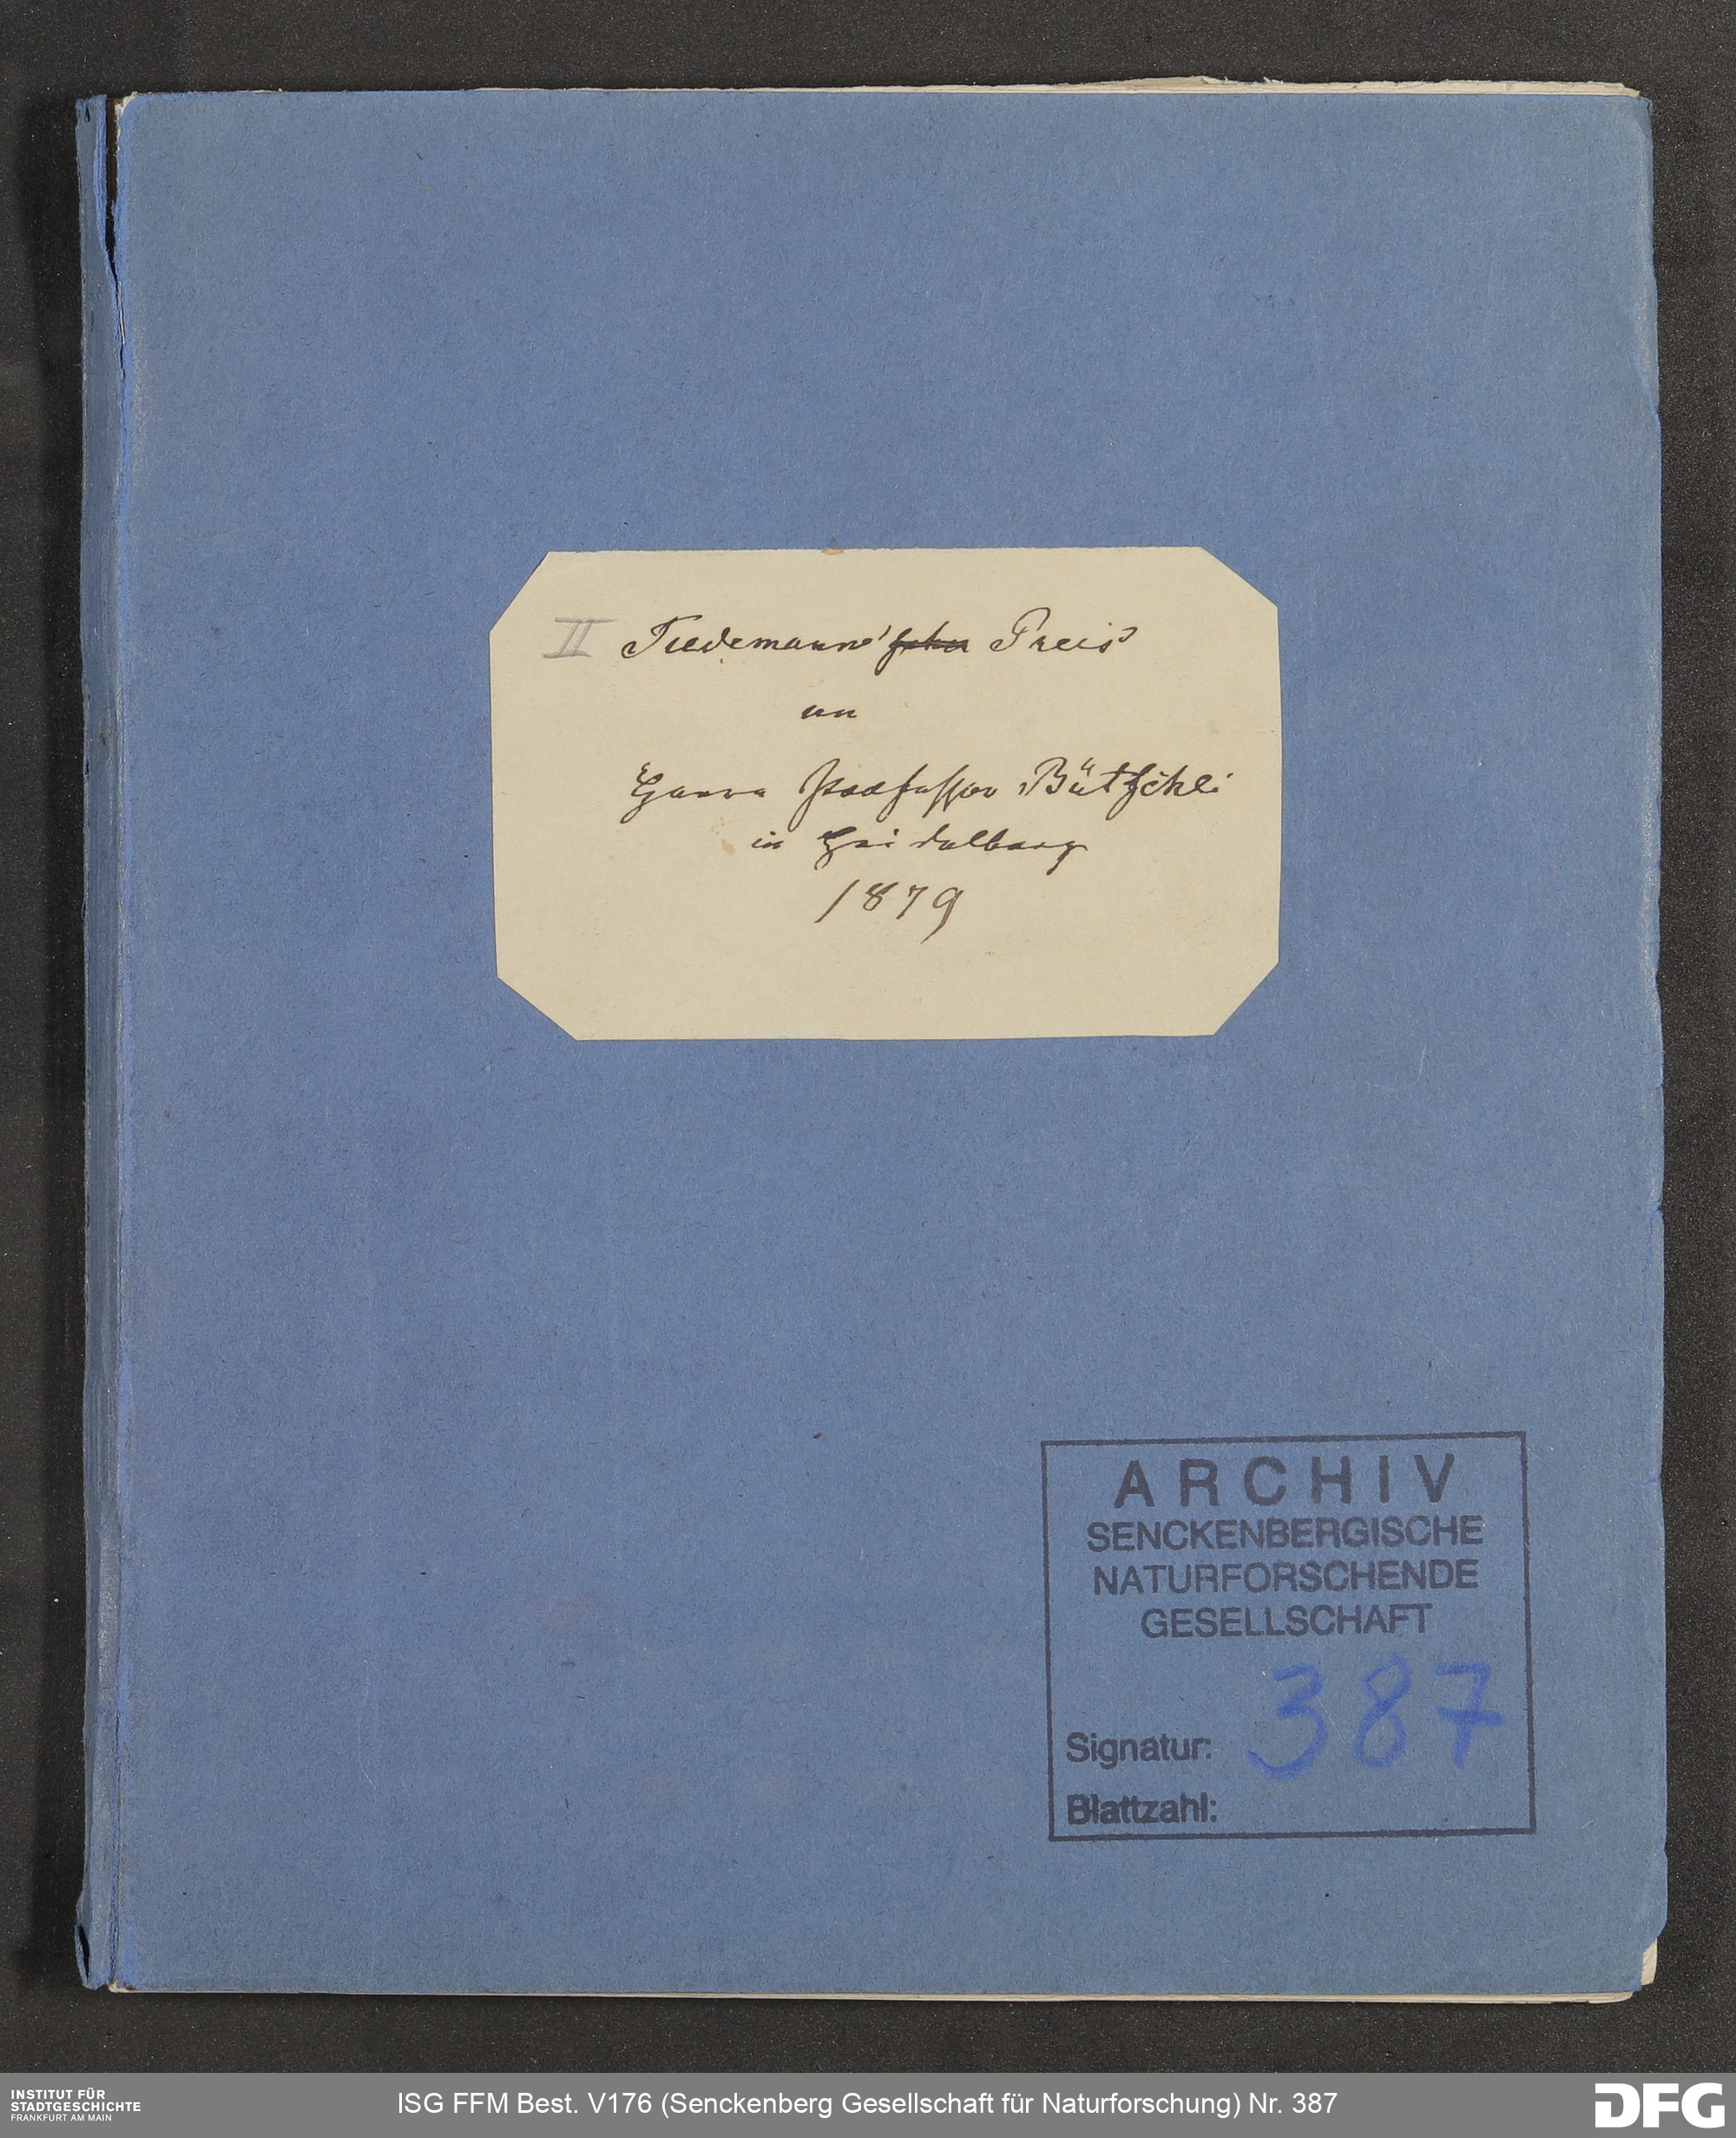 II Tiedemann'scher Preis
an
Herrn Professor Bütschli
in Heidelberg
1879
ARCHIV
SENCKENBERGISCHE
NATURFORSCHENDE
GESELLSCHAFT
Signatur: 387
Blattzahl:
INSTITUT FÜR
STADTGESCHICHTE
FRANKFURT AM MAIN
ISG FFM Best. V176 (Senckenberg Gesellschaft für Naturforschung) Nr. 387
DFG